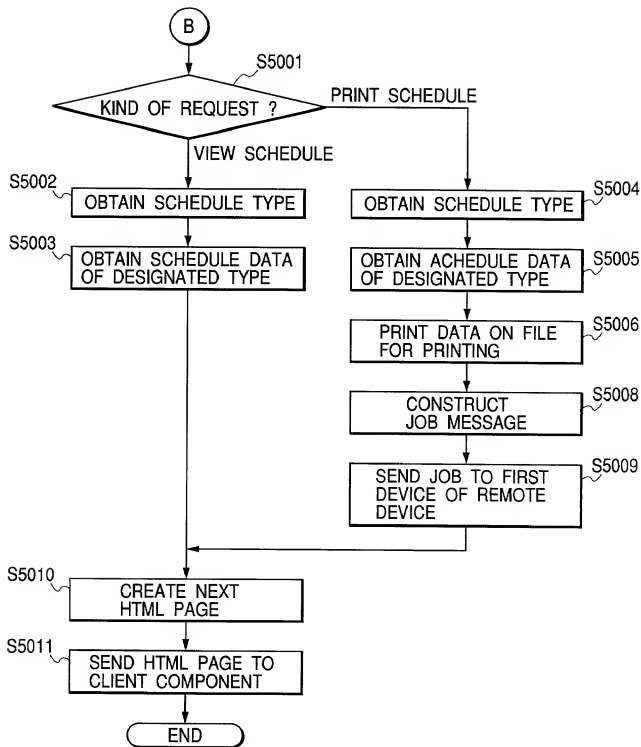 B
S5001
KIND OF REQUEST ?
PRINT SCHEDULE
VIEW SCHEDULE
S5002
OBTAIN SCHEDULE TYPE
S5003
OBTAIN SCHEDULE DATA
OF DESIGNATED TYPE
S5004
OBTAIN SCHEDULE TYPE
S5005
OBTAIN ACHEDULE DATA
OF DESIGNATED TYPE
S5006
PRINT DATA ON FILE
FOR PRINTING
S5008
CONSTRUCT
JOB MESSAGE
S5009
SEND JOB TO FIRST
DEVICE OF REMOTE
DEVICE
S5010
CREATE NEXT
HTML PAGE
S5011
SEND HTML PAGE TO
CLIENT COMPONENT
END